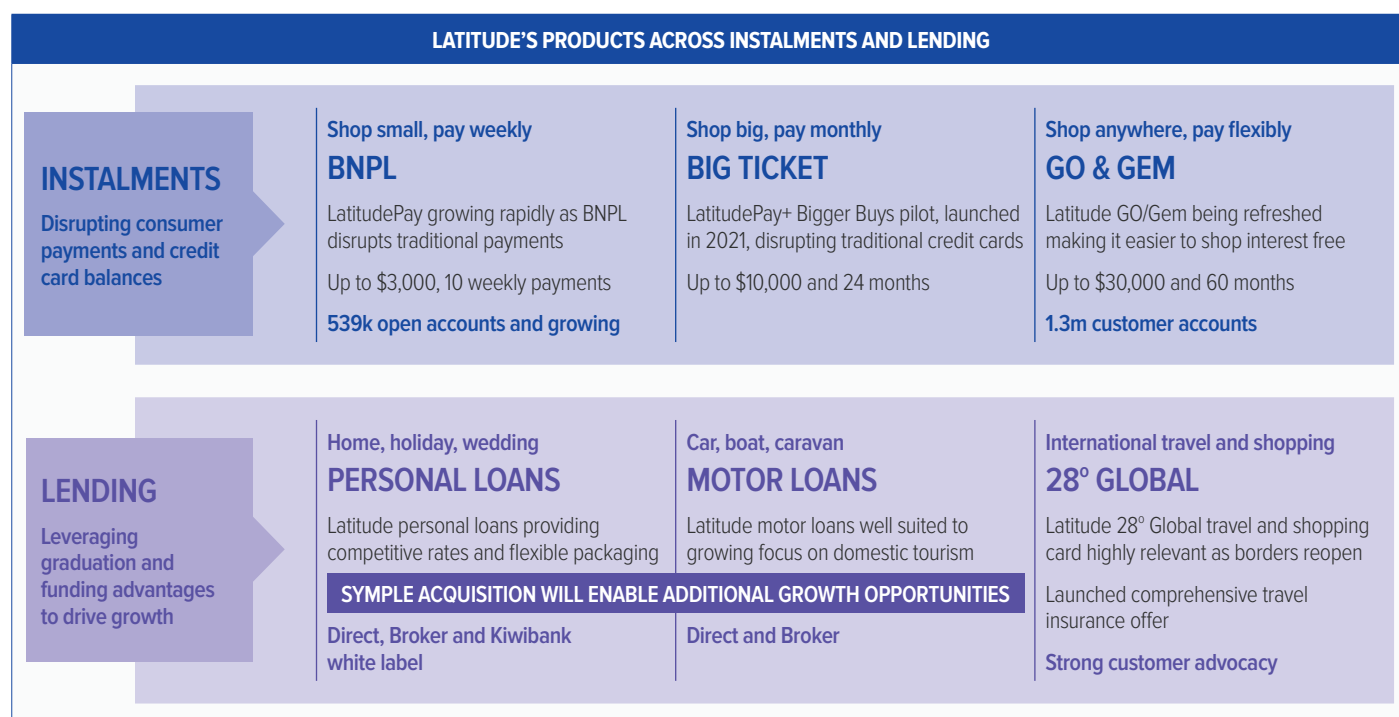 LATITUDE'S PRODUCTS ACROSS INSTALMENTS AND LENDING
INSTALMENTS
Disrupting consumer
payments and credit
card balances
Shop small, pay weekly
BNPL
LatitudePay growing rapidly as BNPL
disrupts traditional payments
Up to $3,000, 10 weekly payments
539k open accounts and growing
Shop big, pay monthly
BIG TICKET
LatitudePay+ Bigger Buys pilot, launched
in 2021, disrupting traditional credit cards
Up to $10,000 and 24 months
Shop anywhere, pay flexibly
GO & GEM
Latitude GO/Gem being refreshed
making it easier to shop interest free
Up to $30,000 and 60 months
1.3m customer accounts
LENDING
Leveraging
graduation and
funding advantages
to drive growth
Home, holiday, wedding
PERSONAL LOANS
Latitude personal loans providing
competitive rates and flexible packaging
Car, boat, caravan
MOTOR LOANS
Latitude motor loans well suited to
growing focus on domestic tourism
SYMPLE ACQUISITION WILL ENABLE ADDITIONAL GROWTH OPPORTUNITIES
Direct, Broker and Kiwibank
white label
Direct and Broker
International travel and shopping
28° GLOBAL
Latitude 28° Global travel and shopping
card highly relevant as borders reopen
Launched comprehensive travel
insurance offer
Strong customer advocacy